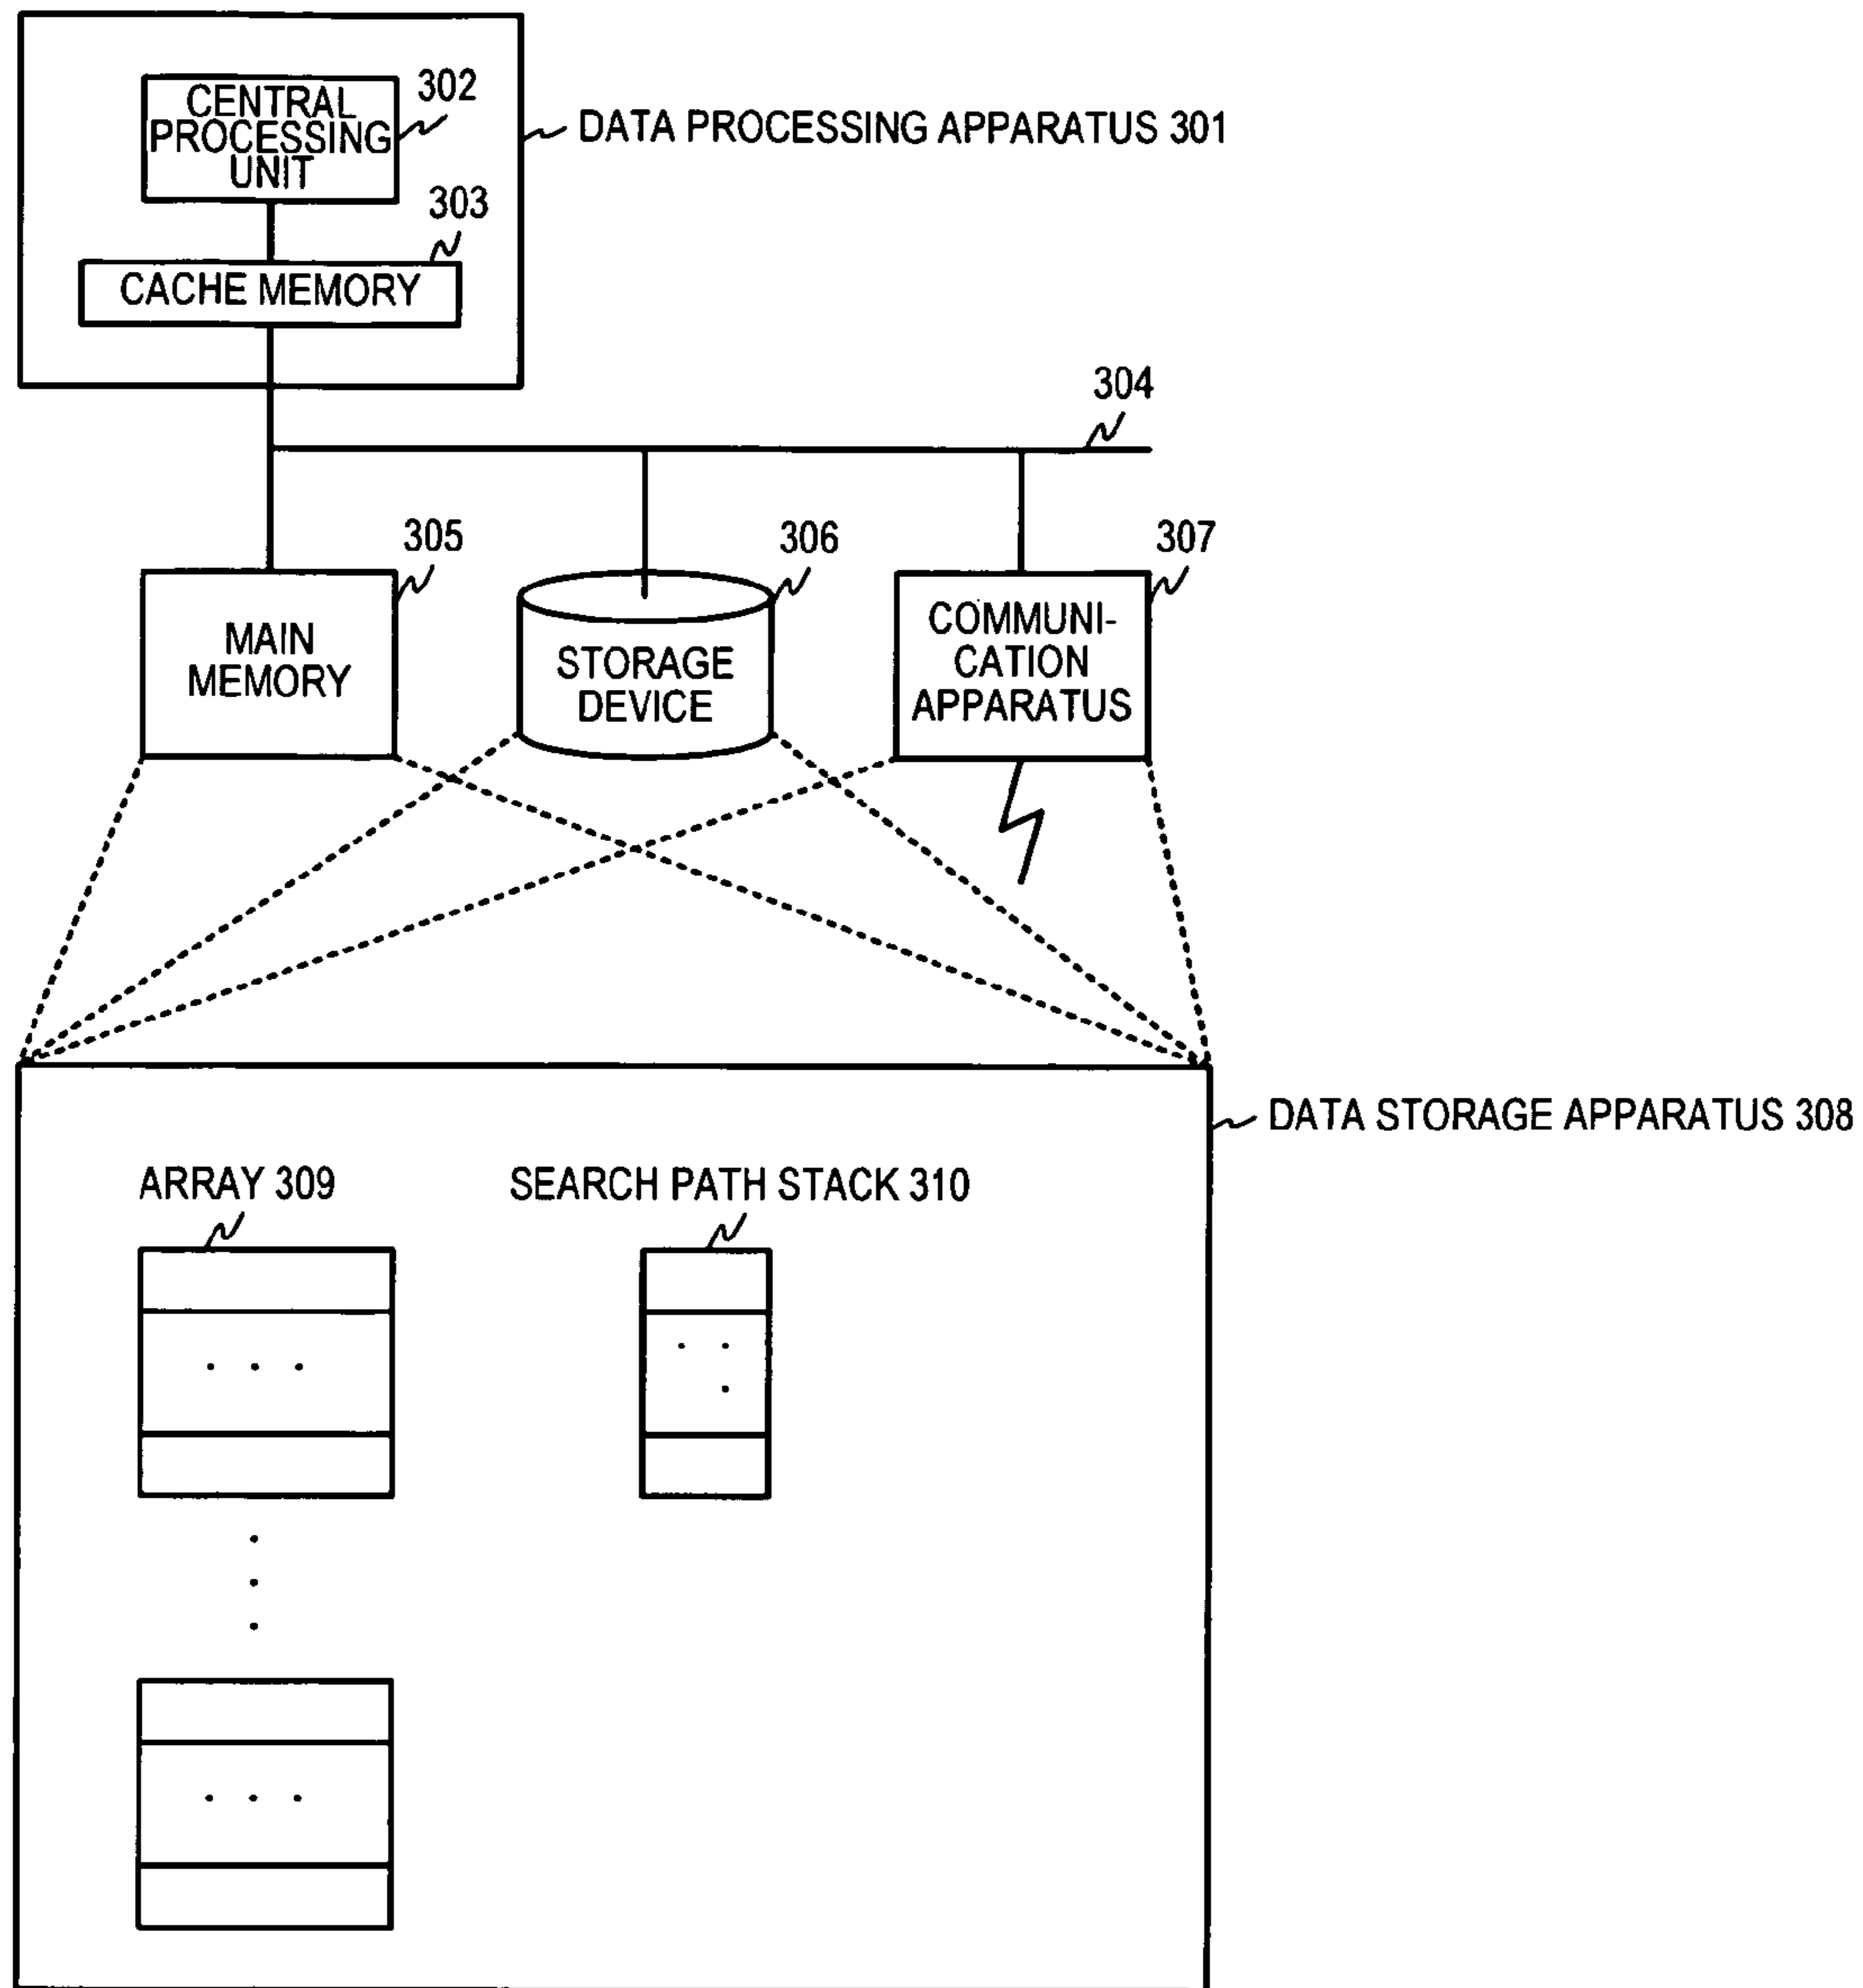 302
CENTRAL
PROCESSING
UNIT
DATA PROCESSING APPARATUS 301
303
CACHE MEMORY
304
305
306
307
MAIN
MEMORY
STORAGE
DEVICE
COMMUNI-
CATION
APPARATUS
DATA STORAGE APPARATUS 308
ARRAY 309
SEARCH PATH STACK 310